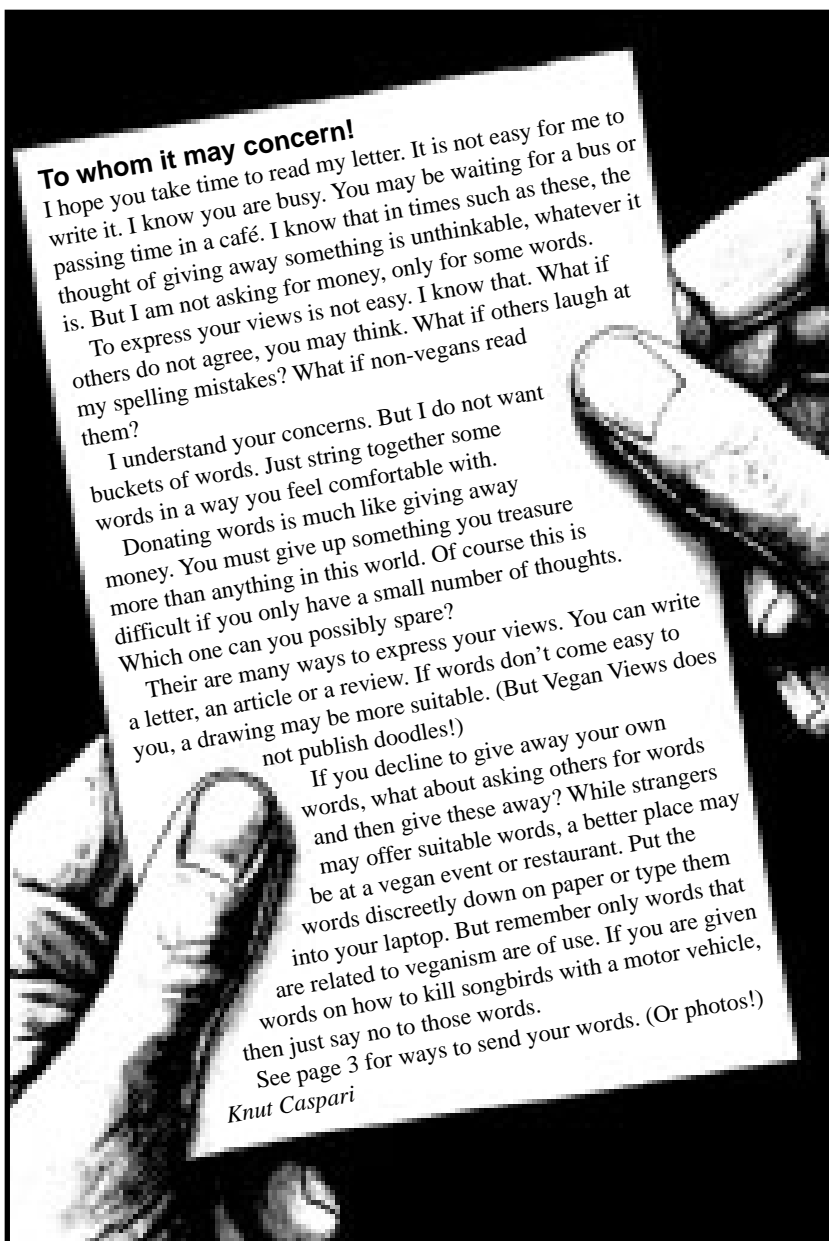 To whom it may concern!
I hope you take time to read my letter. It is not easy for me to
write it. I know you are busy. You may be waiting for a bus or
passing time in a café. I know that in times such as these, the
thought of giving away something is unthinkable, whatever it
is. But I am not asking for money, only for some words.
To express your views is not easy. I know that. What if
others do not agree, you may think. What if others laugh at
my spelling mistakes? What if non-vegans read
them?
I understand your concerns. But I do not want
buckets of words. Just string together some
words in a way you feel comfortable with.
Donating words is much like giving away
money. You must give up something you treasure
more than anything in this world. Of course this is
difficult if you only have a small number of thoughts.
Which one can you possibly spare?
Their are many ways to express your views. You can write
a letter, an article or a review. If words don't come easy to
you, a drawing may be more suitable. (But Vegan Views does
not publish doodles!)
If you decline to give away your own
words, what about asking others for words
and then give these away? While strangers
may offer suitable words, a better place may
be at a vegan event or restaurant. Put the
words discreetly down on paper or type them
into your laptop. But remember only words that
are related to veganism are of use. If you are given
words on how to kill songbirds with a motor vehicle,
then just say no to those words.
See page 3 for ways to send your words. (Or photos!)
Knut Caspari